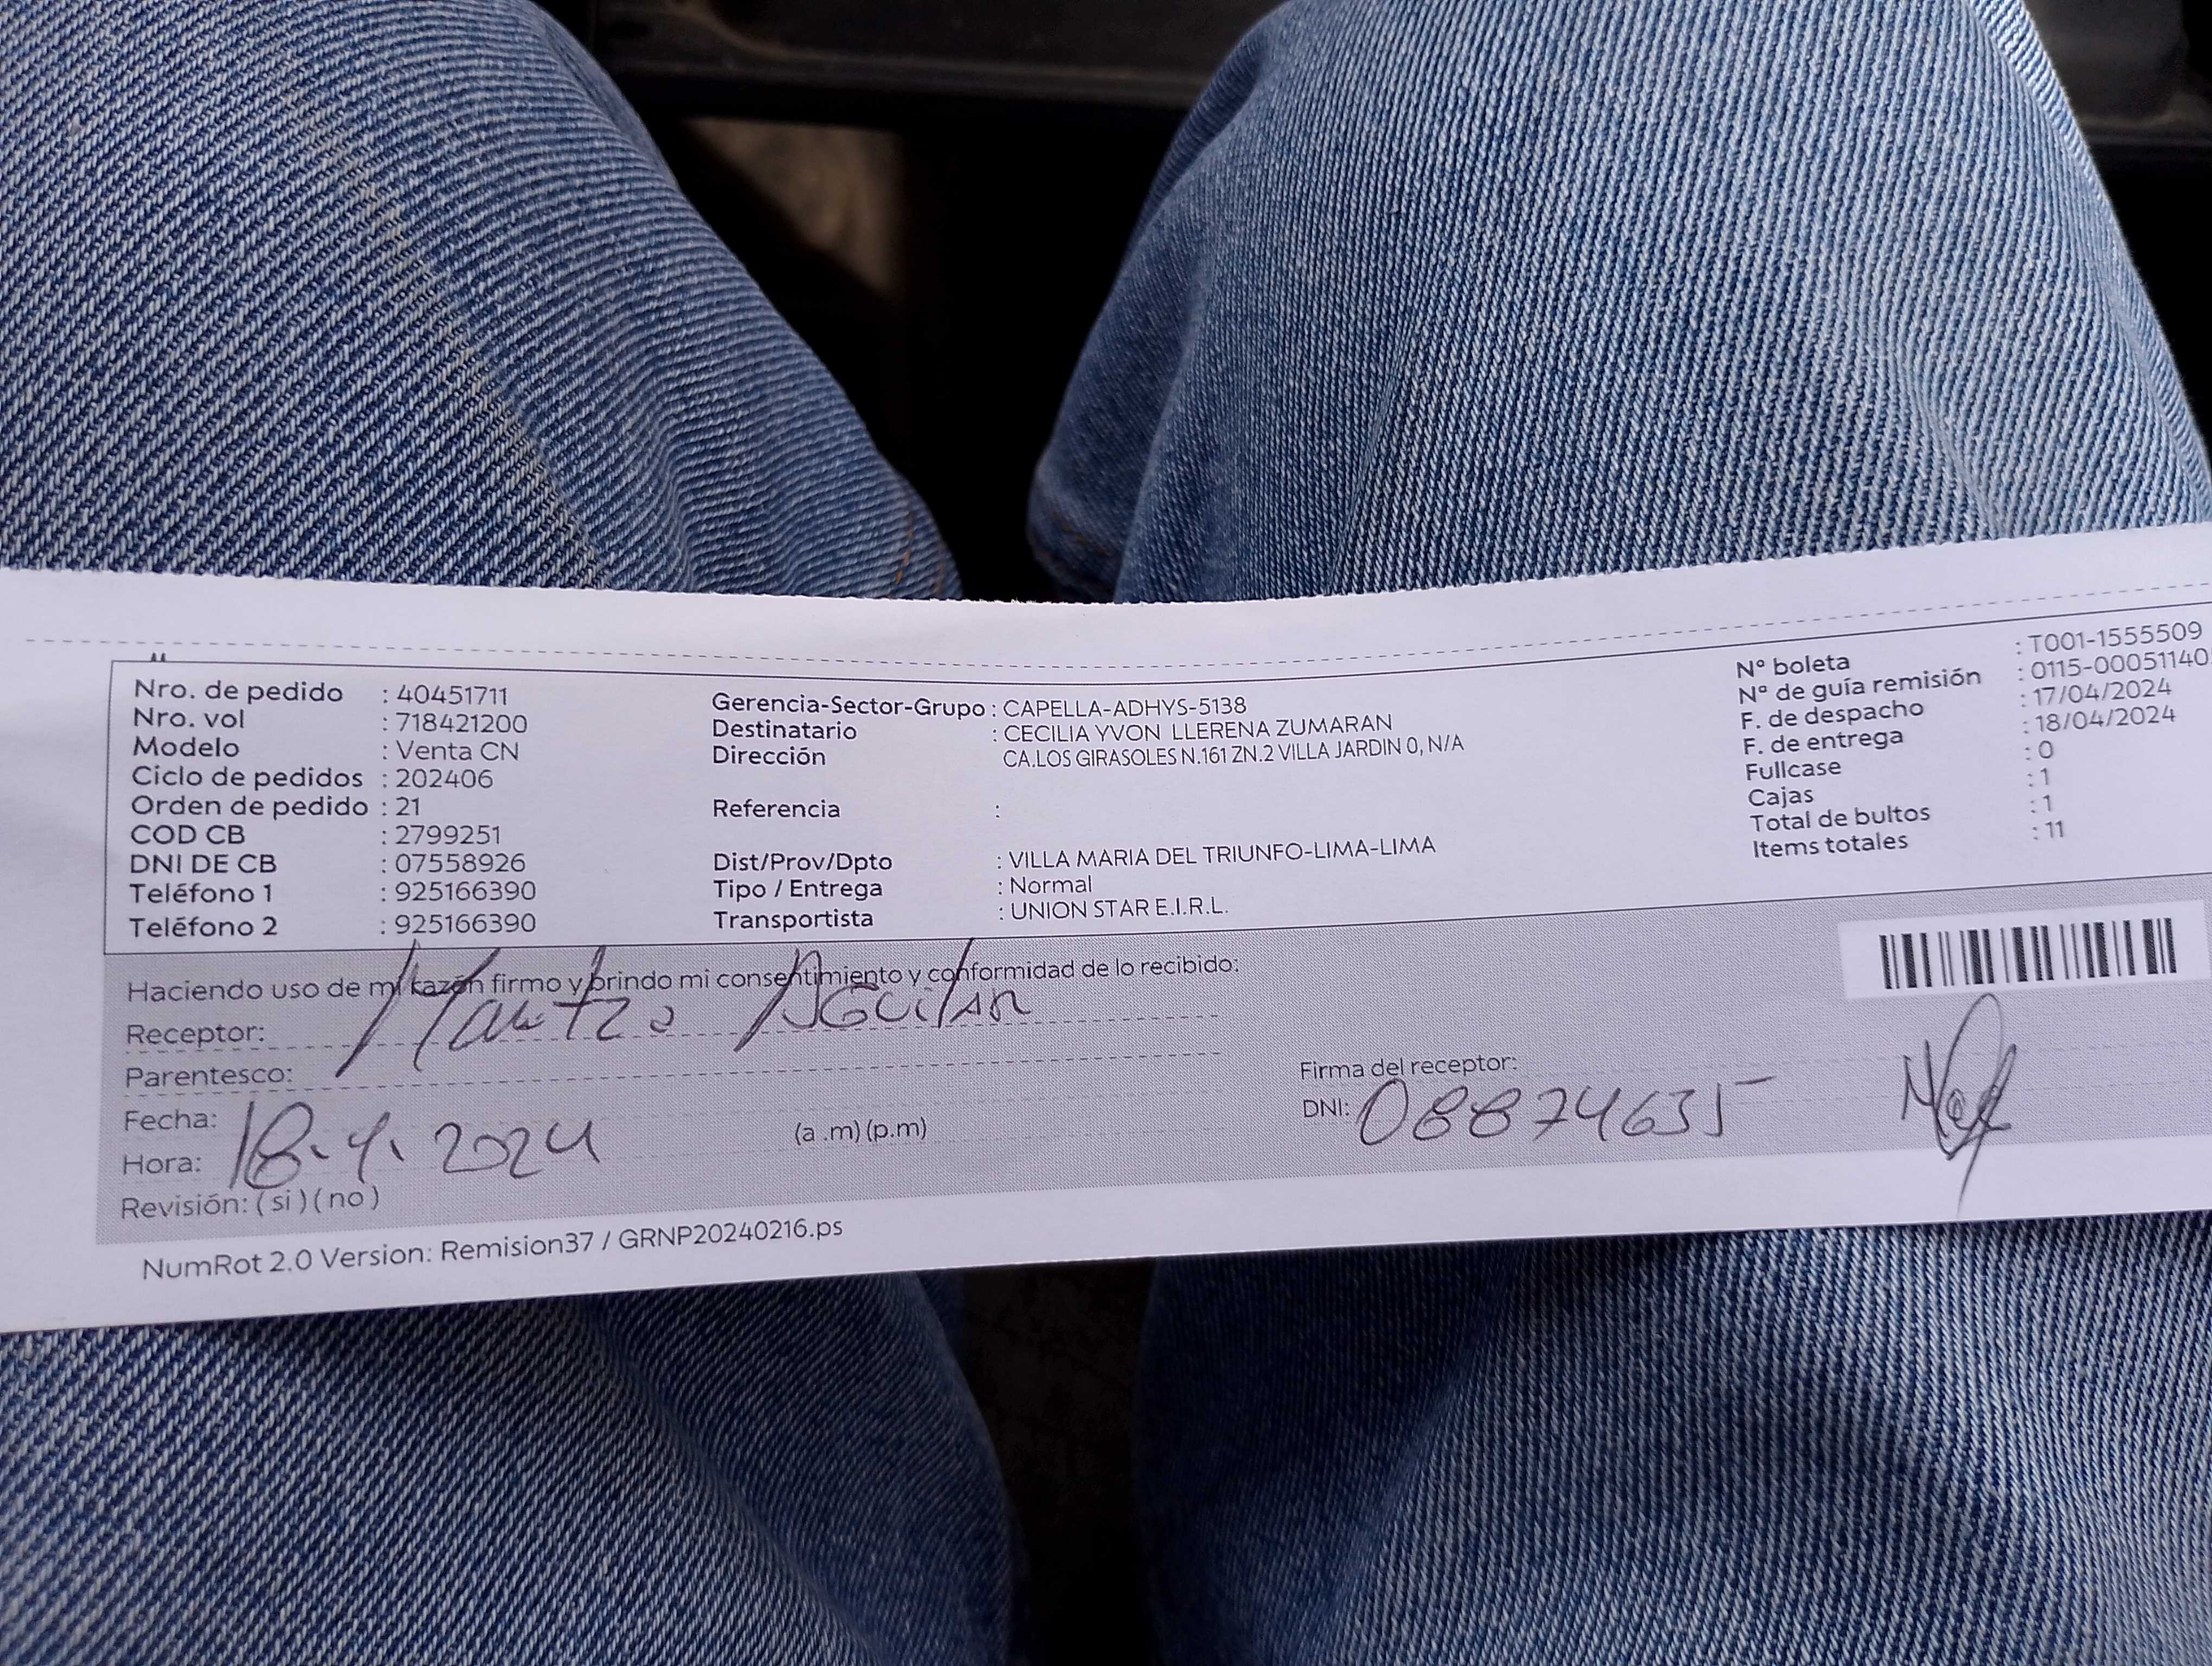 Nro. de pedido : 40451711
Nro. vol : 718421200
Modelo : Venta CN
Ciclo de pedidos : 202406
Orden de pedido : 21
COD CB : 2799251
DNI DE CB : 07558926
Teléfono 1 : 925166390
Teléfono 2 : 925166390
Gerencia-Sector-Grupo : CAPELLA-ADHYS-5138
Destinatario : CECILIA YVON LLERENA ZUMARAN
Dirección CA.LOS GIRASOLES N.161 ZN.2 VILLA JARDIN 0, N/A
Referencia :
Dist/Prov/Dpto : VILLA MARIA DEL TRIUNFO-LIMA-LIMA
Tipo / Entrega : Normal
Transportista : UNION STAR E.I.R.L.
N° boleta : T001-1555509
N° de guía remisión : 0115-00051140
F. de despacho : 17/04/2024
F. de entrega : 18/04/2024
Fullcase : 0
Cajas : 1
Total de bultos : 1
Items totales : 11
Haciendo uso de mi razón firmo y brindo mi consentimiento y conformidad de lo recibido:
Receptor: Aguilar
Parentesco:
Fecha: 18.4.2024
Hora: (a .m) (p.m)
Revisión: ( si ) ( no )
Firma del receptor:
DNI: 08874635
NumRot 2.0 Version: Remision37 / GRNP20240216.ps